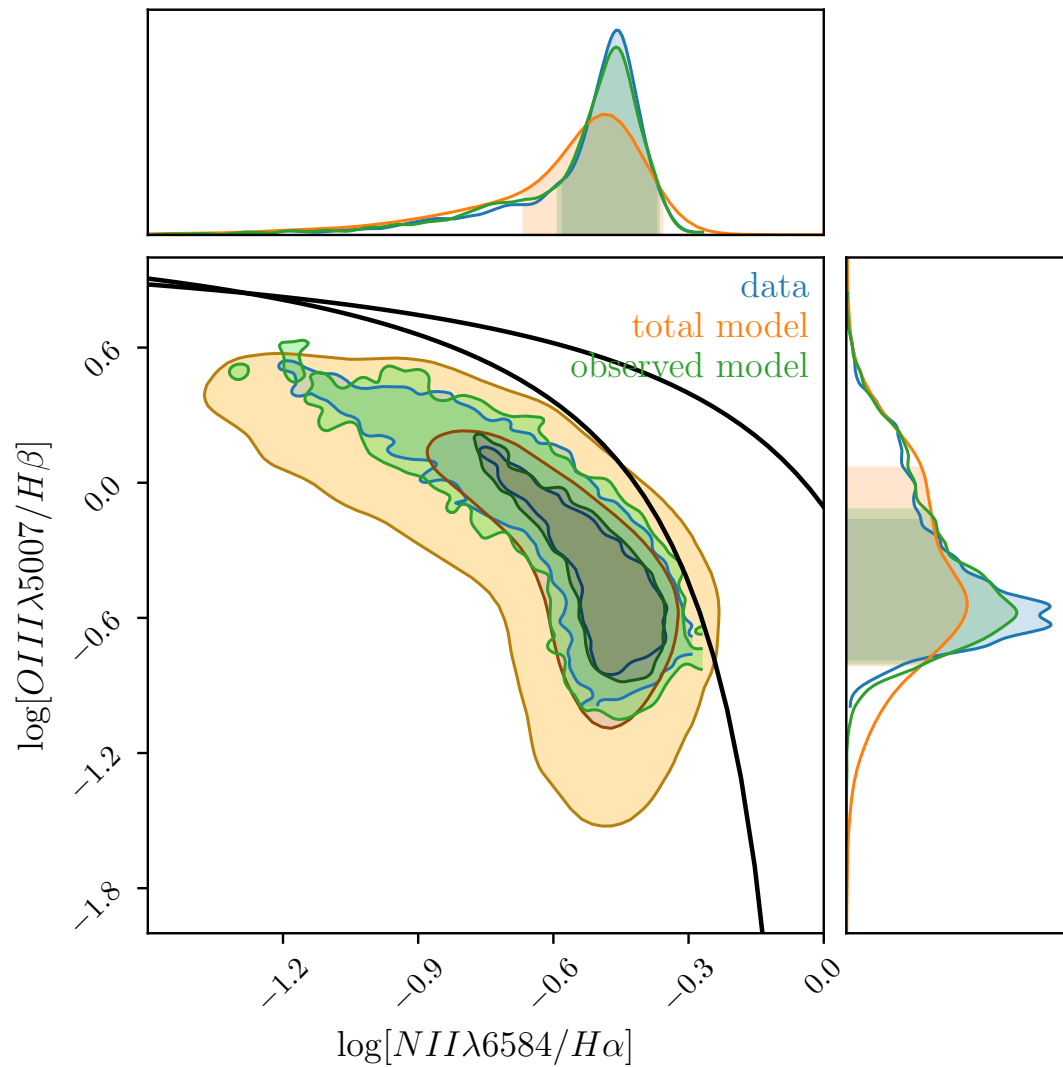 data
total model
observed model
0.6
0.0
−0.6
−1.2
−1.8
log[OIIIλ5007/Hβ]
−1.2
−0.9
−0.6
−0.3
0.0
log[NIIλ6584/Hα]